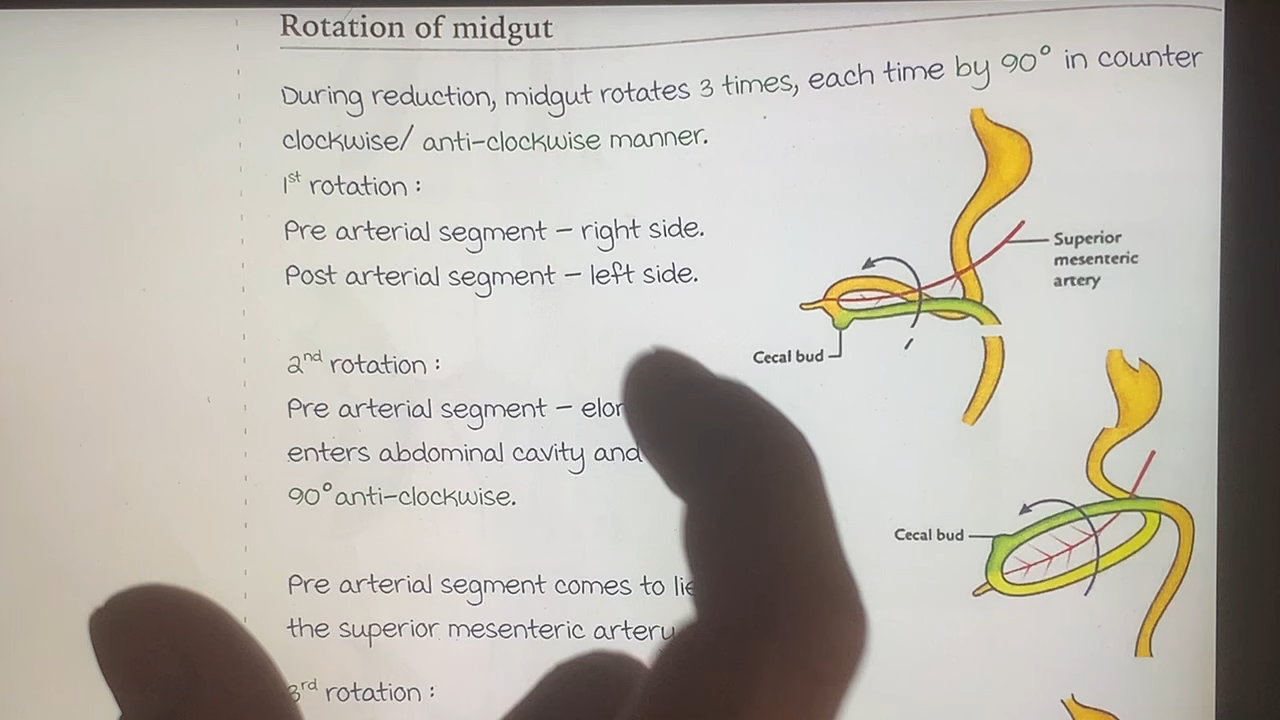 Rotation of midgut
During reduction, midgut rotates 3 times, each time by 90° in counter
clockwise/ anti-clockwise manner.
1st rotation :
Pre arterial segment – right side.
Post arterial segment – left side.
Superior
mesenteric
artery
Cecal bud
2nd rotation :
Pre arterial segment –
enters abdominal cavity and
90° anti-clockwise.
Cecal bud
Pre arterial segment comes to lie
the superior mesenteric artery
3rd rotation :